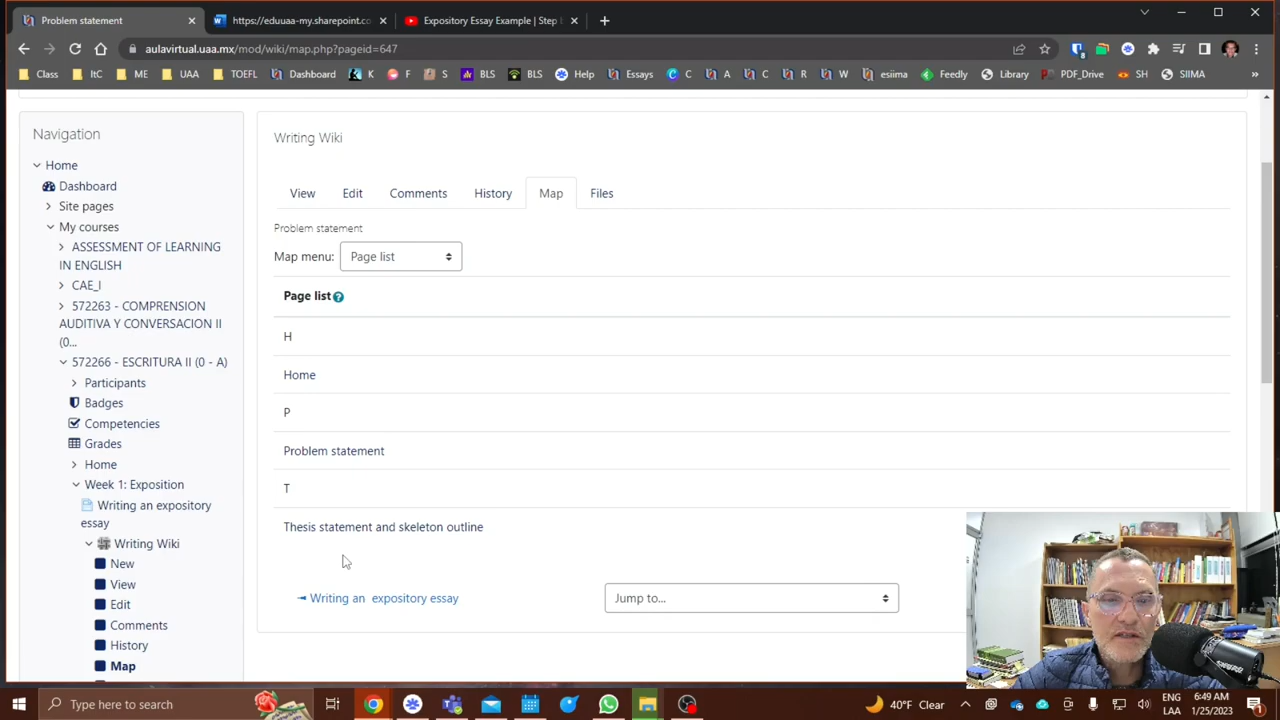 Problem statement
https://eduuaa-my.sharepoint.co
Expository Essay Example | Step
aulavirtual.uaa.mx/mod/wiki/map.php?pageid=647
Class ItC ME UAA TOEFL Dashboard K F S BLS BLS Help Essays C A C R W esiima Feedly Library PDF_Drive SH SIIMA »
Navigation
Home
Dashboard
Site pages
My courses
ASSESSMENT OF LEARNING
IN ENGLISH
CAE_I
572263 - COMPRENSION
AUDITIVA Y CONVERSACION II
(0...
572266 - ESCRITURA II (0 - A)
Participants
Badges
Competencies
Grades
Home
Week 1: Exposition
Writing an expository
essay
Writing Wiki
New
View
Edit
Comments
History
Map
Writing Wiki
View Edit Comments History Map Files
Problem statement
Map menu: Page list
Page list
H
Home
P
Problem statement
T
Thesis statement and skeleton outline
◄ Writing an expository essay
Jump to...
Type here to search
40°F Clear
ENG
LAA
6:49 AM
1/25/2023